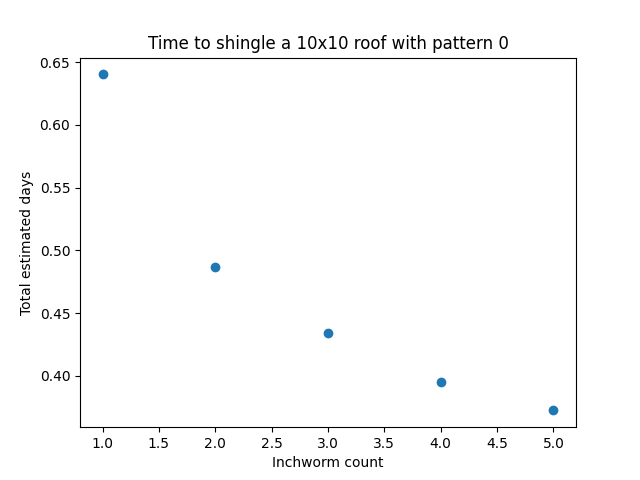 Time to shingle a 10x10 roof with pattern 0
Total estimated days
0.65
0.60
0.55
0.50
0.45
0.40
1.0 1.5 2.0 2.5 3.0 3.5 4.0 4.5 5.0
Inchworm count